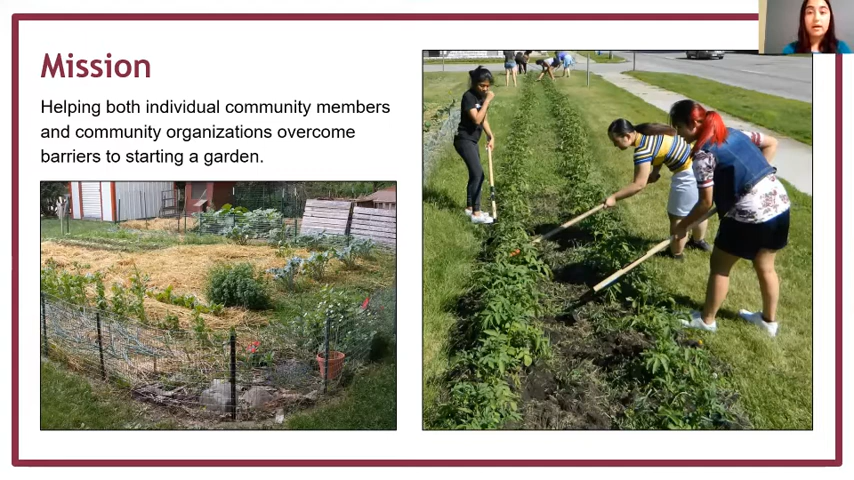 Mission
Helping both individual community members
and community organizations overcome
barriers to starting a garden.